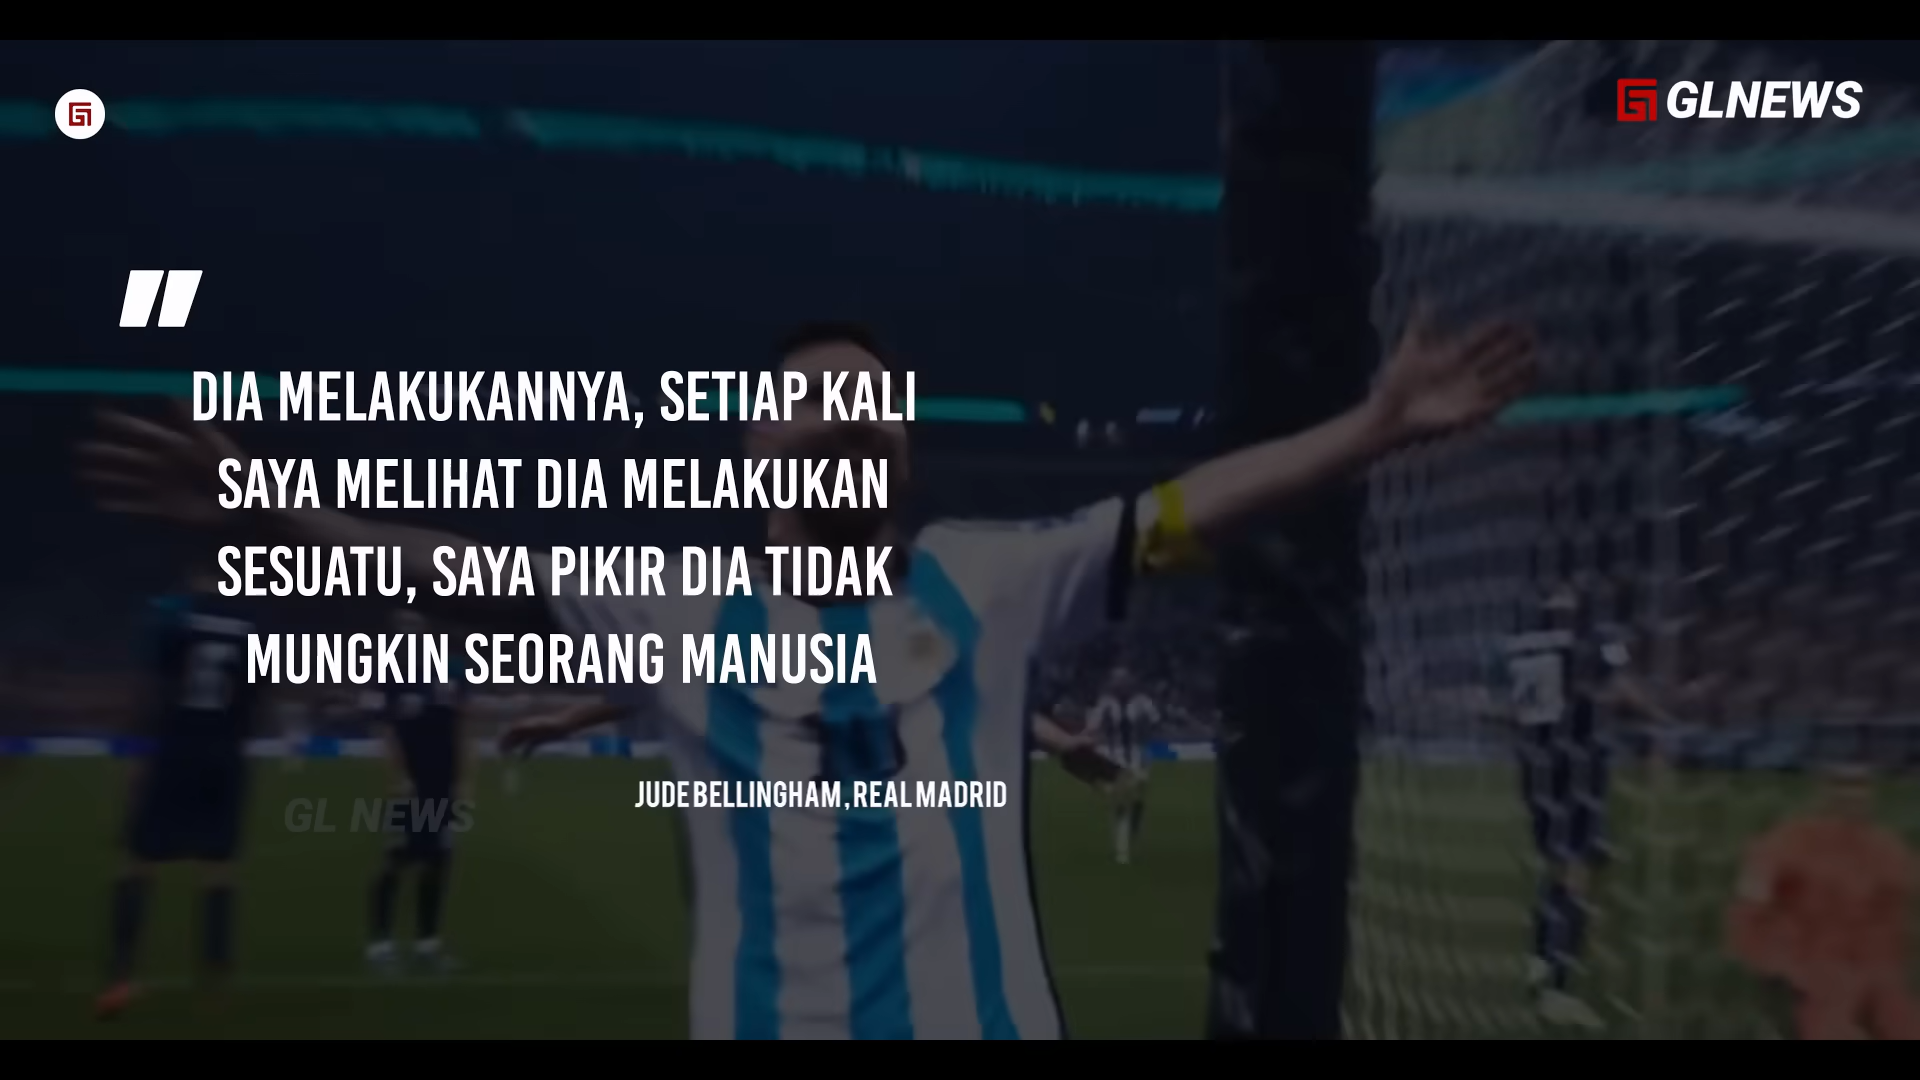 GLNEWS
"
DIA MELAKUKANNYA, SETIAP KALI
SAYA MELIHAT DIA MELAKUKAN
SESUATU, SAYA PIKIR DIA TIDAK
MUNGKIN SEORANG MANUSIA
JUDE BELLINGHAM, REAL MADRID
GL NEWS